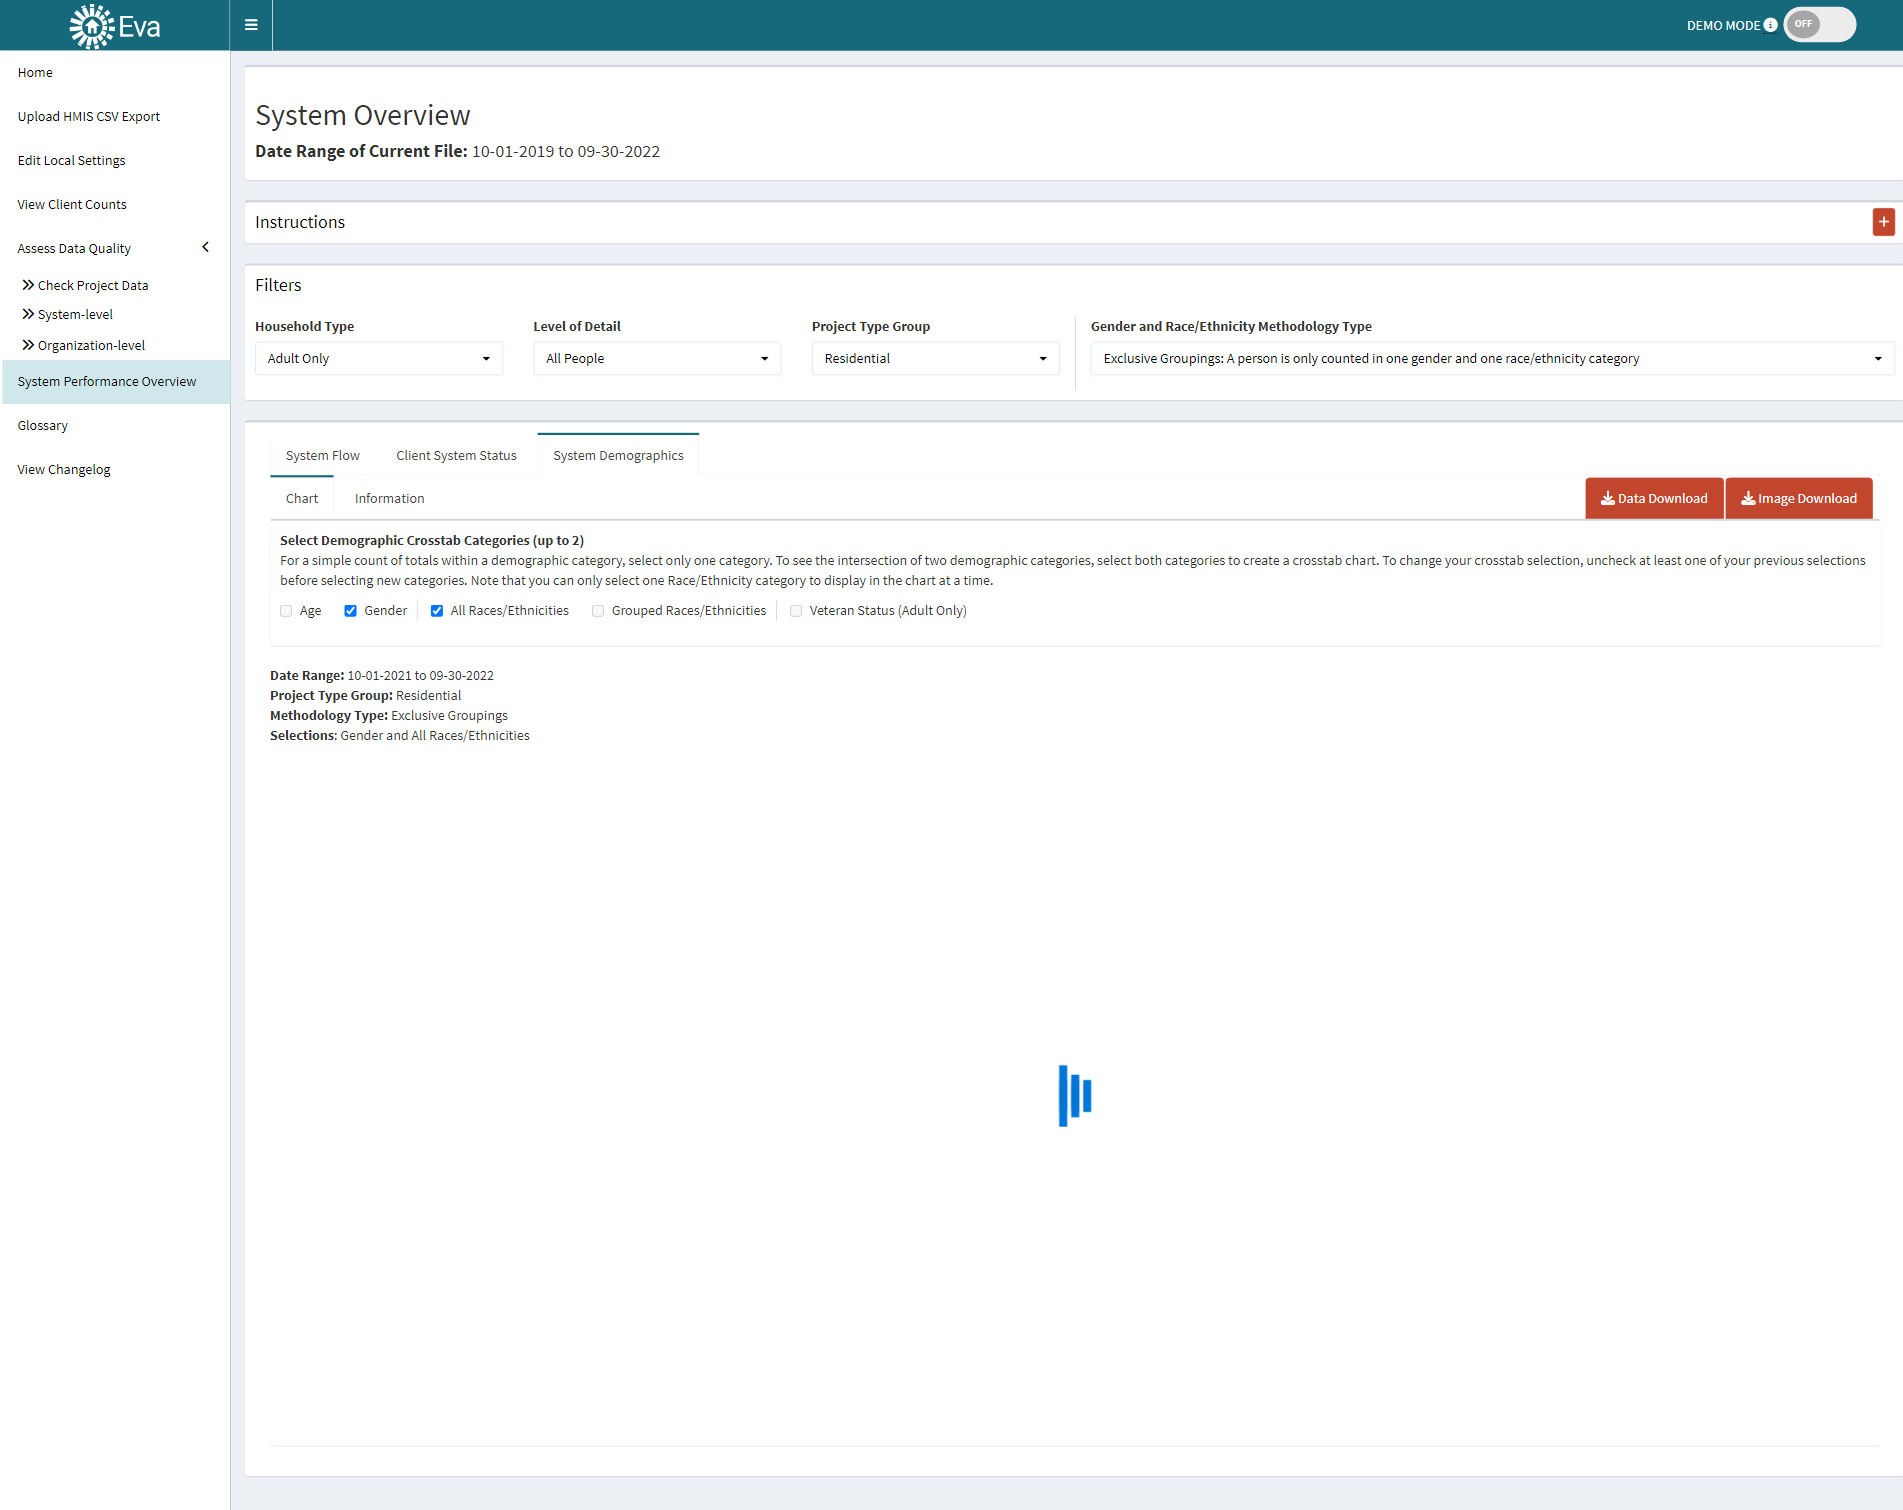 Eva
DEMO MODE
OFF
Home
Upload HMIS CSV Export
Edit Local Settings
View Client Counts
Assess Data Quality
Check Project Data
System-level
Organization-level
System Performance Overview
Glossary
View Changelog
System Overview
Date Range of Current File: 10-01-2019 to 09-30-2022
Instructions
Filters
Household Type
Adult Only
Level of Detail
All People
Project Type Group
Residential
Gender and Race/Ethnicity Methodology Type
Exclusive Groupings: A person is only counted in one gender and one race/ethnicity category
System Flow
Client System Status
System Demographics
Chart
Information
Data Download
Image Download
Select Demographic Crosstab Categories (up to 2)
For a simple count of totals within a demographic category, select only one category. To see the intersection of two demographic categories, select both categories to create a crosstab chart. To change your crosstab selection, uncheck at least one of your previous selections
before selecting new categories. Note that you can only select one Race/Ethnicity category to display in the chart at a time.
Age Gender All Races/Ethnicities Grouped Races/Ethnicities Veteran Status (Adult Only)
Date Range: 10-01-2021 to 09-30-2022
Project Type Group: Residential
Methodology Type: Exclusive Groupings
Selections: Gender and All Races/Ethnicities